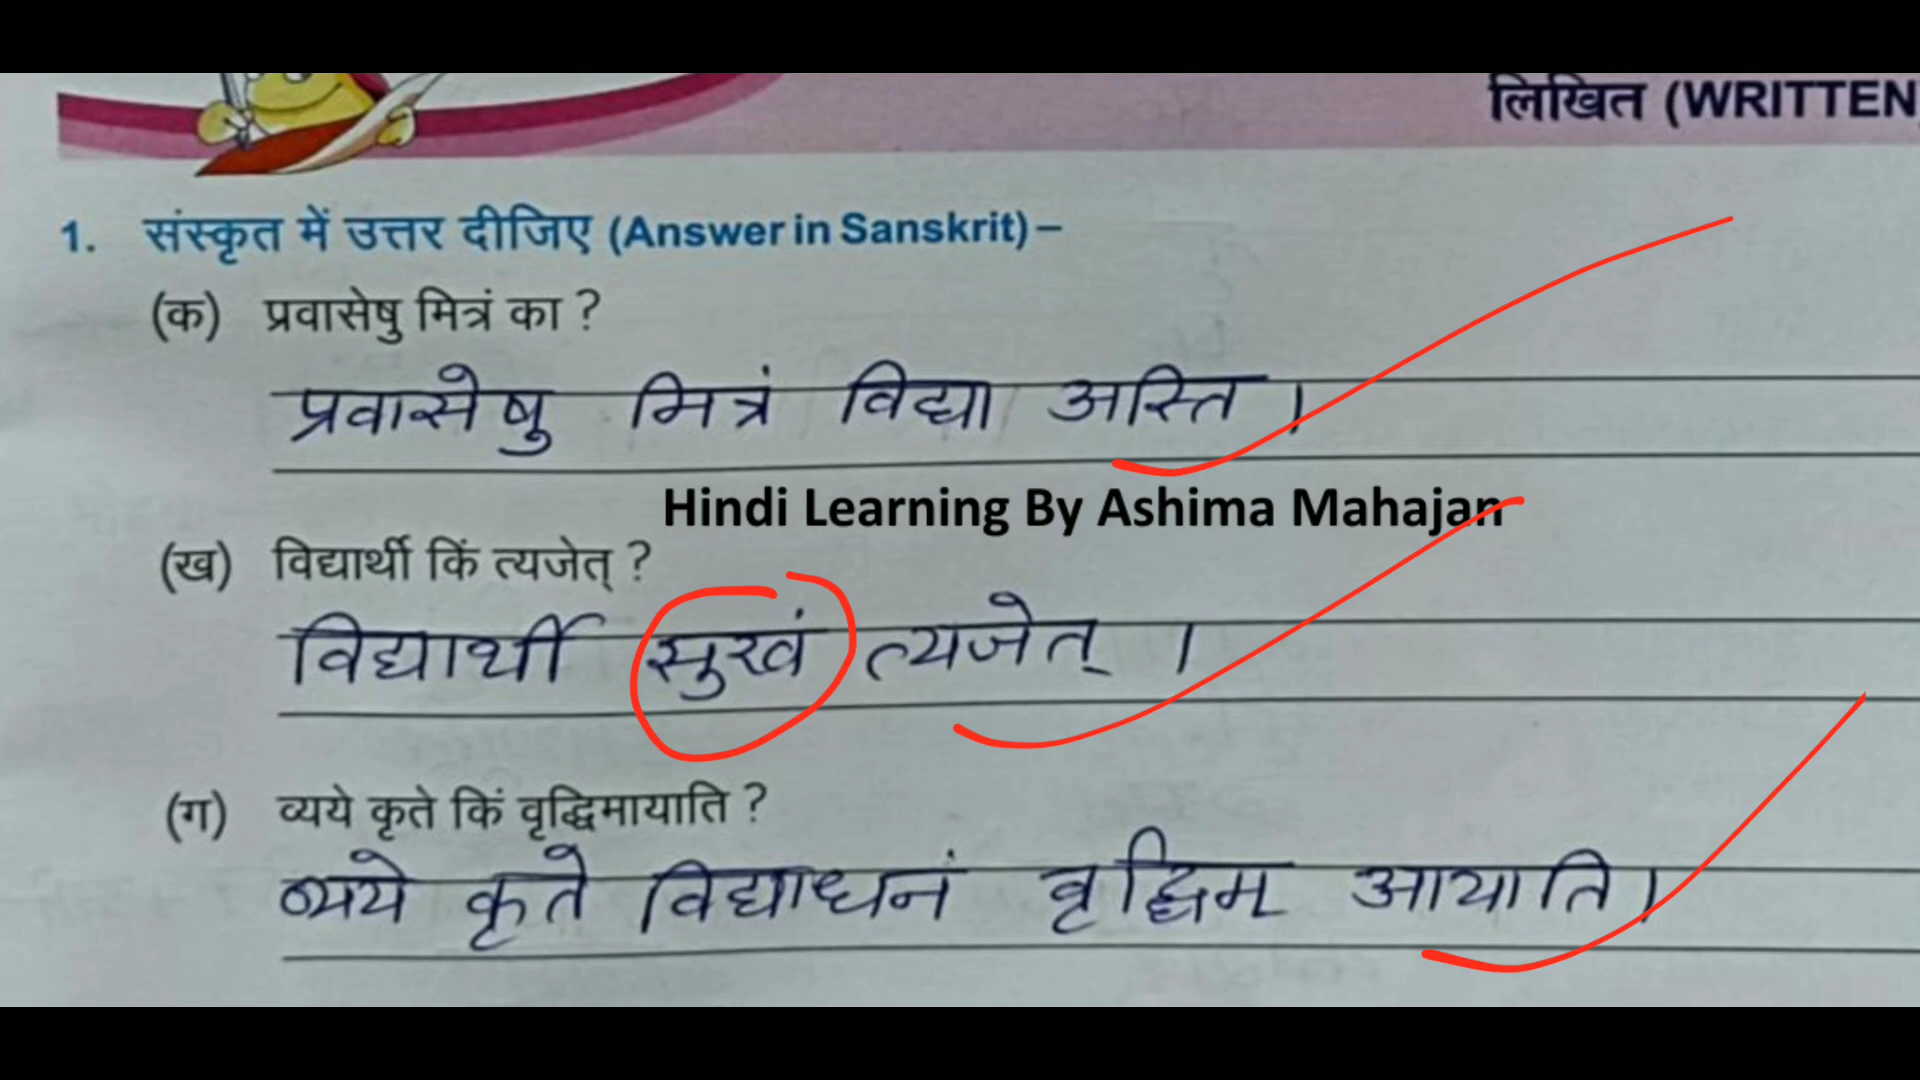 लिखित (WRITTEN)
1. संस्कृत में उत्तर दीजिए (Answer in Sanskrit) –
(क) प्रवासेषु मित्रं का ?
प्रवासेषु मित्रं विद्या अस्ति ।
Hindi Learning By Ashima Mahajan
(ख) विद्यार्थी किं त्यजेत् ?
विद्यार्थी सुखं त्यजेत् ।
(ग) व्यये कृते किं वृद्धिमायाति ?
व्यये कृते विद्याधनं वृद्धिम आयाति ।